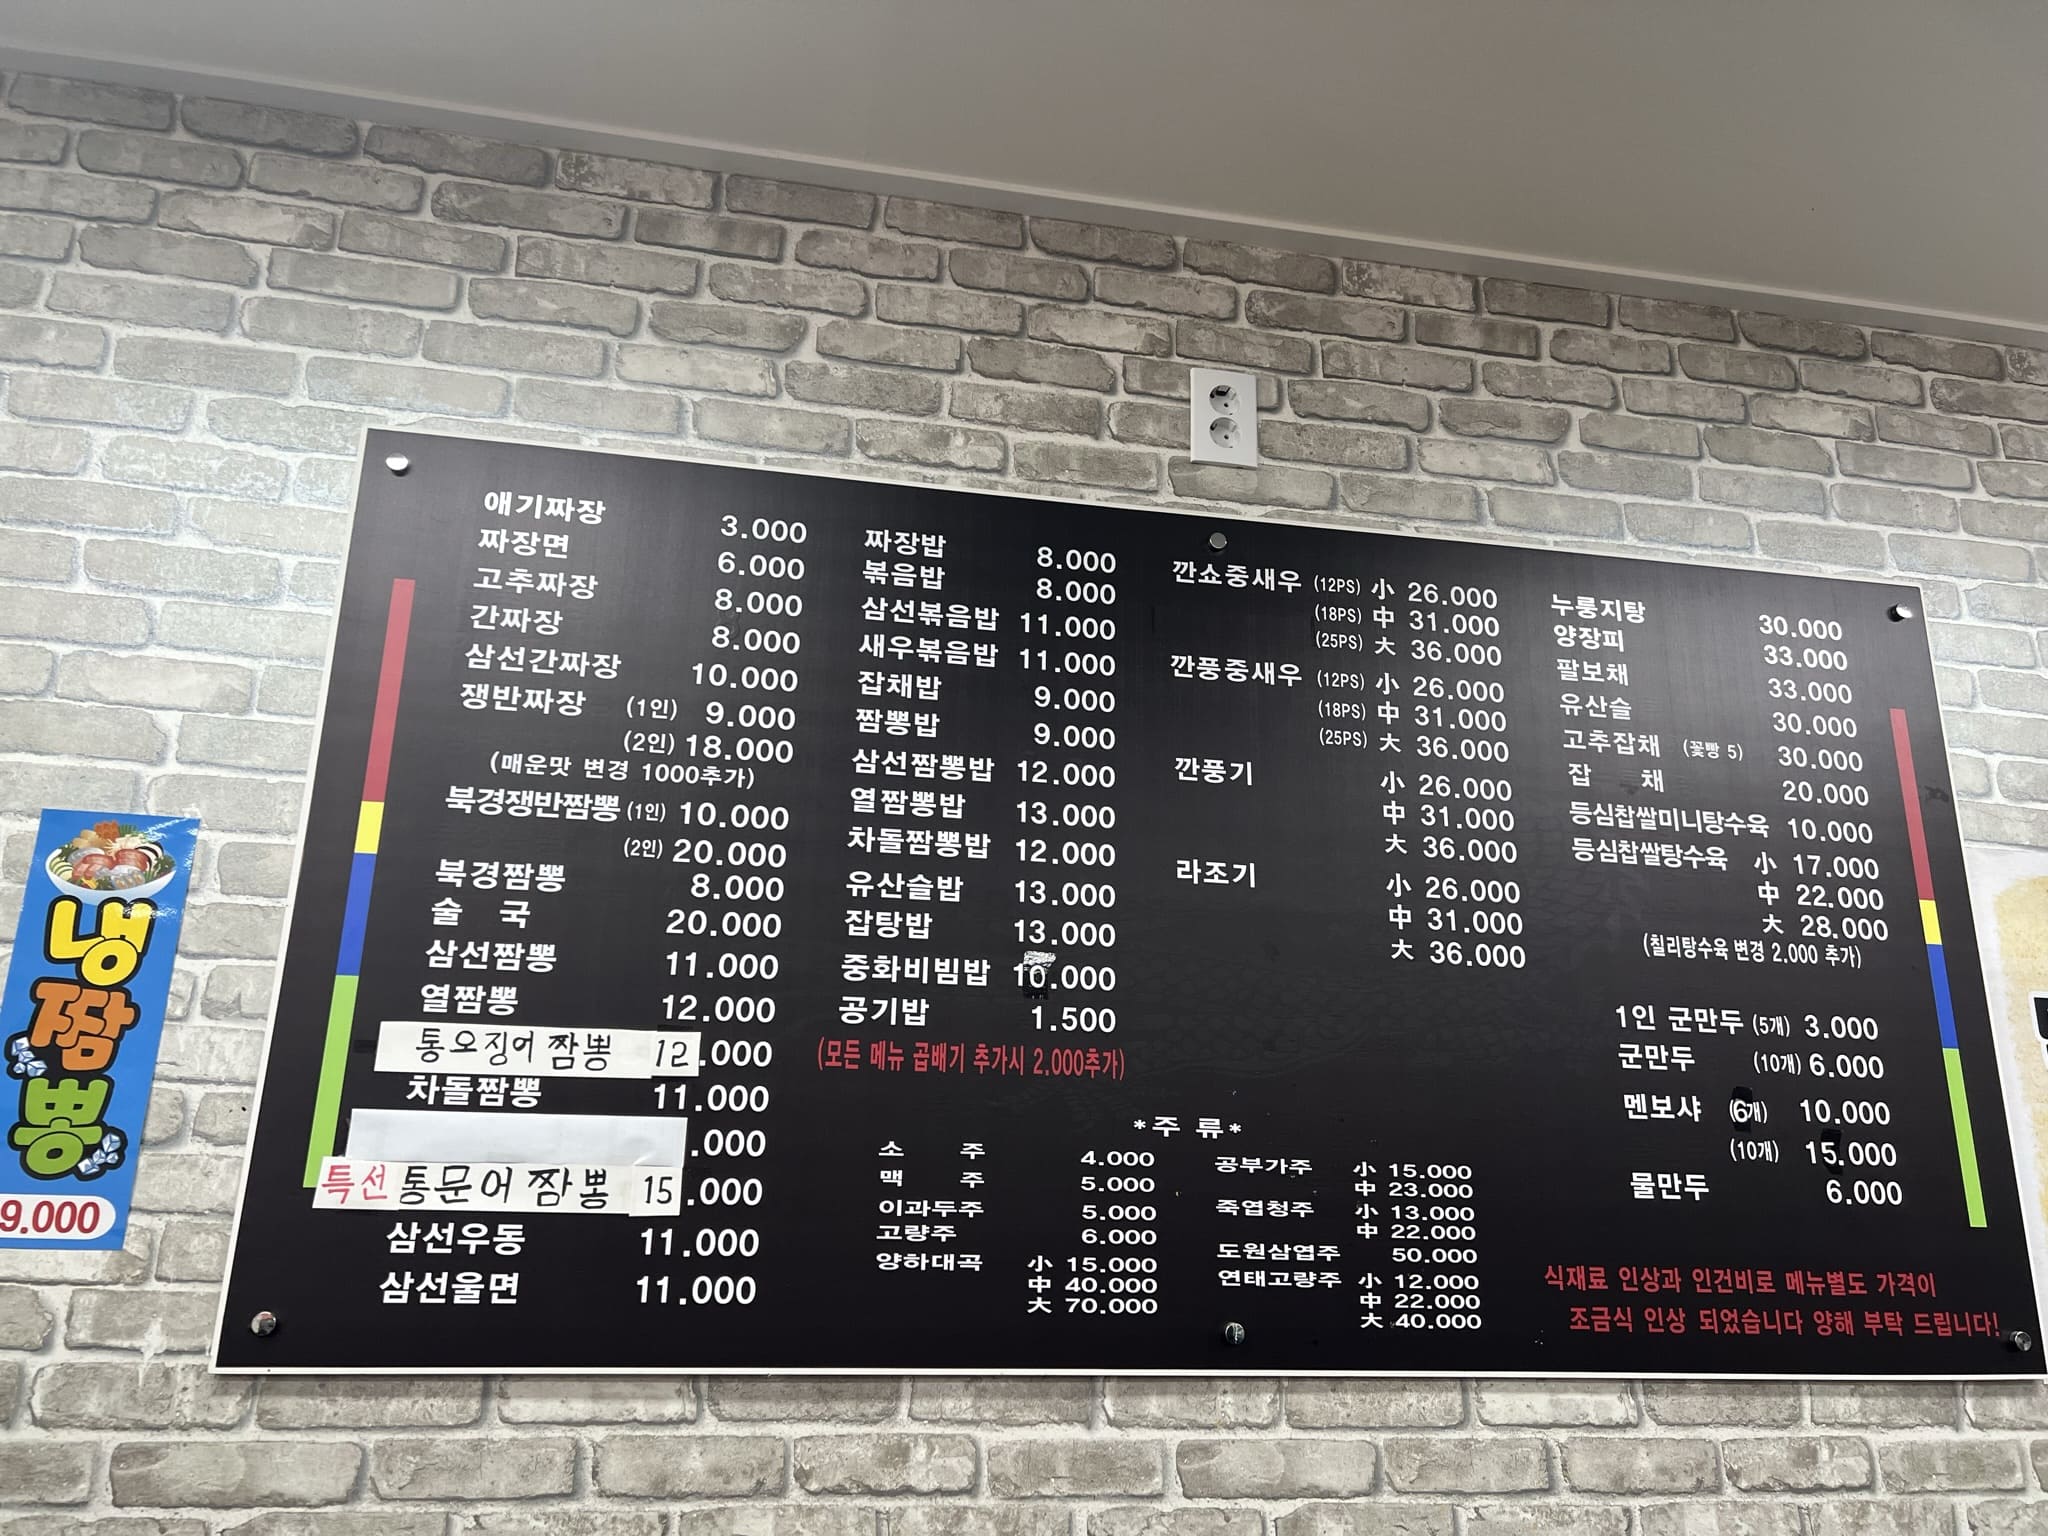 애기짜장 3.000
짜장면 6.000
고추짜장 8.000
간짜장 8.000
삼선간짜장 10.000
쟁반짜장 (1인) 9.000
(2인) 18.000
(매운맛 변경 1000추가)
북경쟁반짬뽕 (1인) 10.000
(2인) 20.000
북경짬뽕 8.000
술 국 20.000
삼선짬뽕 11.000
열짬뽕 12.000
통오징어 짬뽕 12.000
차돌짬뽕 11.000
.000
특선 통문어 짬뽕 15.000
삼선우동 11.000
삼선울면 11.000
짜장밥 8.000
볶음밥 8.000
삼선볶음밥 11.000
새우볶음밥 11.000
잡채밥 9.000
짬뽕밥 9.000
삼선짬뽕밥 12.000
열짬뽕밥 13.000
차돌짬뽕밥 12.000
유산슬밥 13.000
잡탕밥 13.000
중화비빔밥 10.000
공기밥 1.500
(모든 메뉴 곱배기 추가시 2.000추가)
*주 류*
소 주 4.000
맥 주 5.000
이과두주 5.000
고량주 6.000
양하대곡 小 15.000
中 40.000
大 70.000
공부가주 小 15.000
中 23.000
죽엽청주 小 13.000
中 22.000
도원삼엽주 50.000
연태고량주 小 12.000
中 22.000
大 40.000
깐쇼중새우 (12PS) 小 26.000
(18PS) 中 31.000
(25PS) 大 36.000
깐풍중새우 (12PS) 小 26.000
(18PS) 中 31.000
(25PS) 大 36.000
깐풍기 小 26.000
中 31.000
大 36.000
라조기 小 26.000
中 31.000
大 36.000
누룽지탕 30.000
양장피 33.000
팔보채 33.000
유산슬 30.000
고추잡채 (꽃빵 5) 30.000
잡 채 20.000
등심찹쌀미니탕수육 10.000
등심찹쌀탕수육 小 17.000
中 22.000
大 28.000
(칠리탕수육 변경 2.000 추가)
1인 군만두 (5개) 3.000
군만두 (10개) 6.000
멘보샤 (6개) 10.000
(10개) 15.000
물만두 6.000
식재료 인상과 인건비로 메뉴별도 가격이
조금식 인상 되었습니다 양해 부탁 드립니다!
냉
짬
뽕
9.000